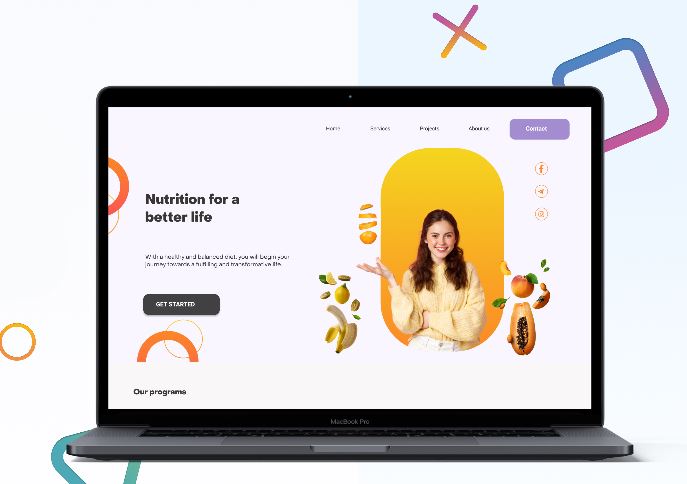 Home Services Projects About us Contact
Nutrition for a
better life
With a healthy and balanced diet, you will begin your
journey towards a fulfilling and transformative life.
GET STARTED
Our programs
MacBook Pro